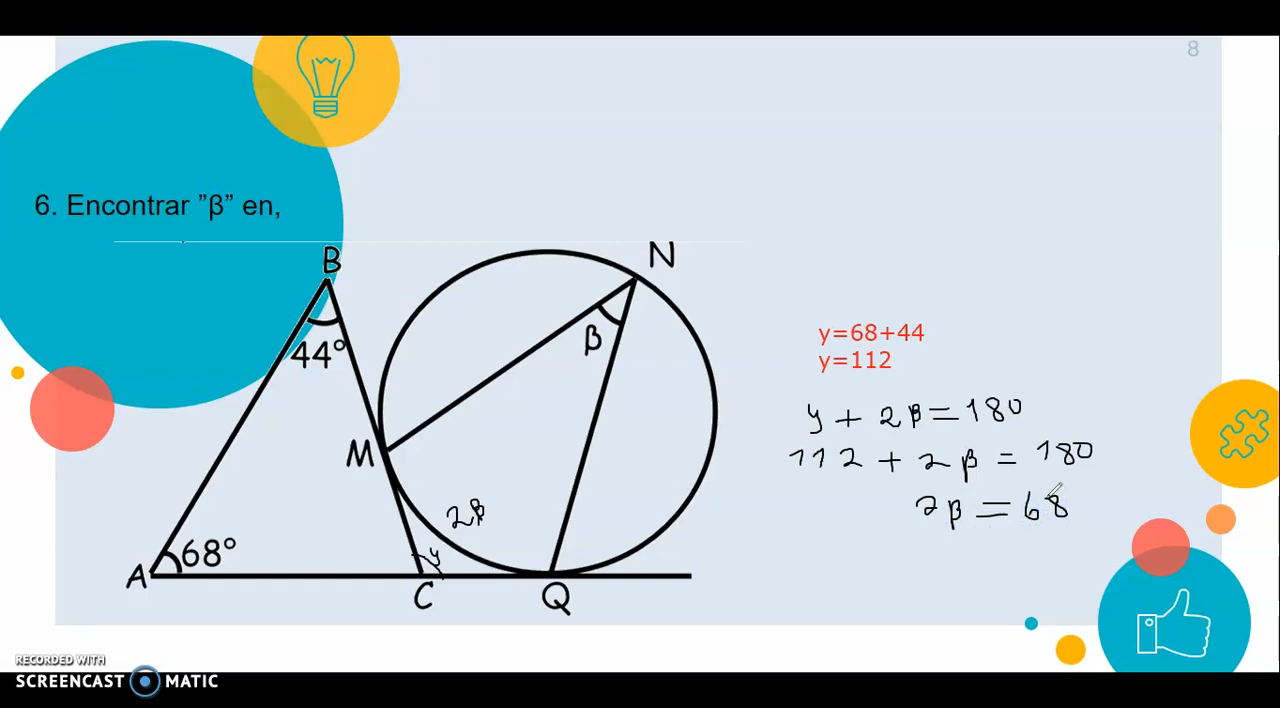 8
6. Encontrar ”β” en,
B
N
44°
β
M
2β
y
68°
A
C
Q
y=68+44
y=112
y + 2β = 180
112 + 2β = 180
2β = 68
RECORDED WITH
SCREENCAST MATIC